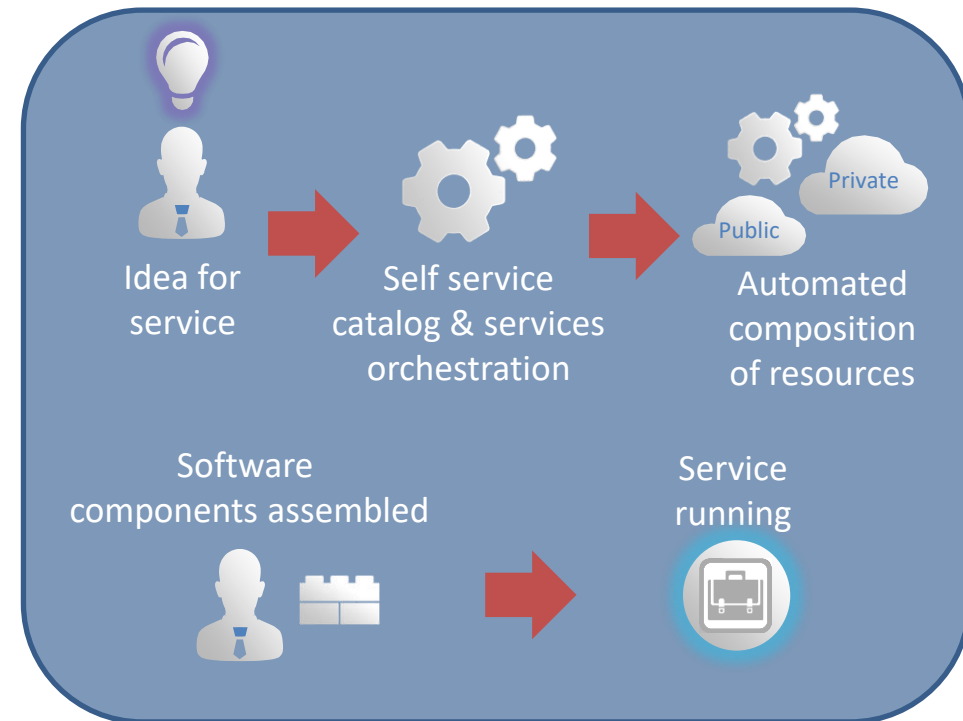 Idea for
service
Self service
catalog & services
orchestration
Public
Private
Automated
composition
of resources
Software
components assembled
Service
running